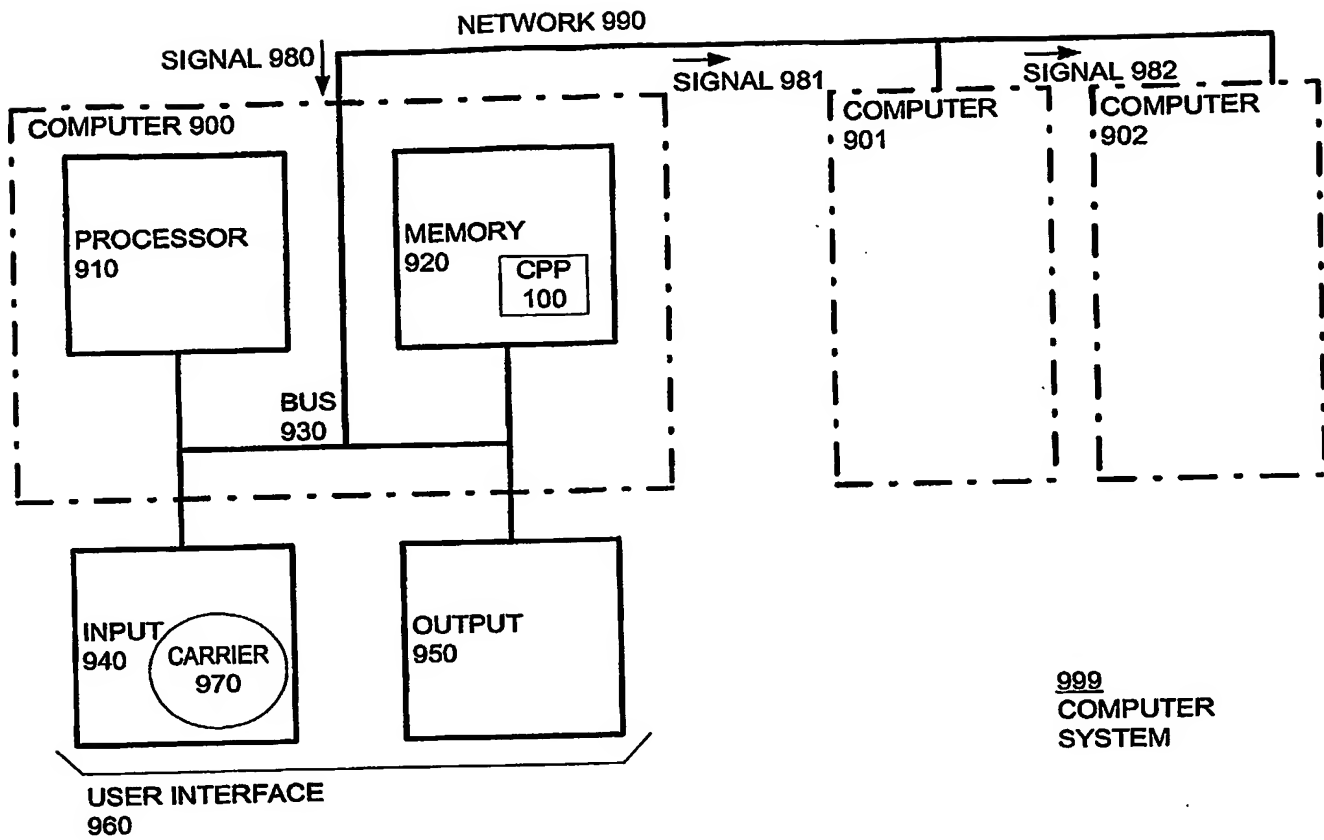 NETWORK 990
SIGNAL 980
SIGNAL 981
SIGNAL 982
COMPUTER 900
COMPUTER
901
COMPUTER
902
PROCESSOR
910
MEMORY
920
CPP
100
BUS
930
INPUT
940
CARRIER
970
OUTPUT
950
999
COMPUTER
SYSTEM
USER INTERFACE
960